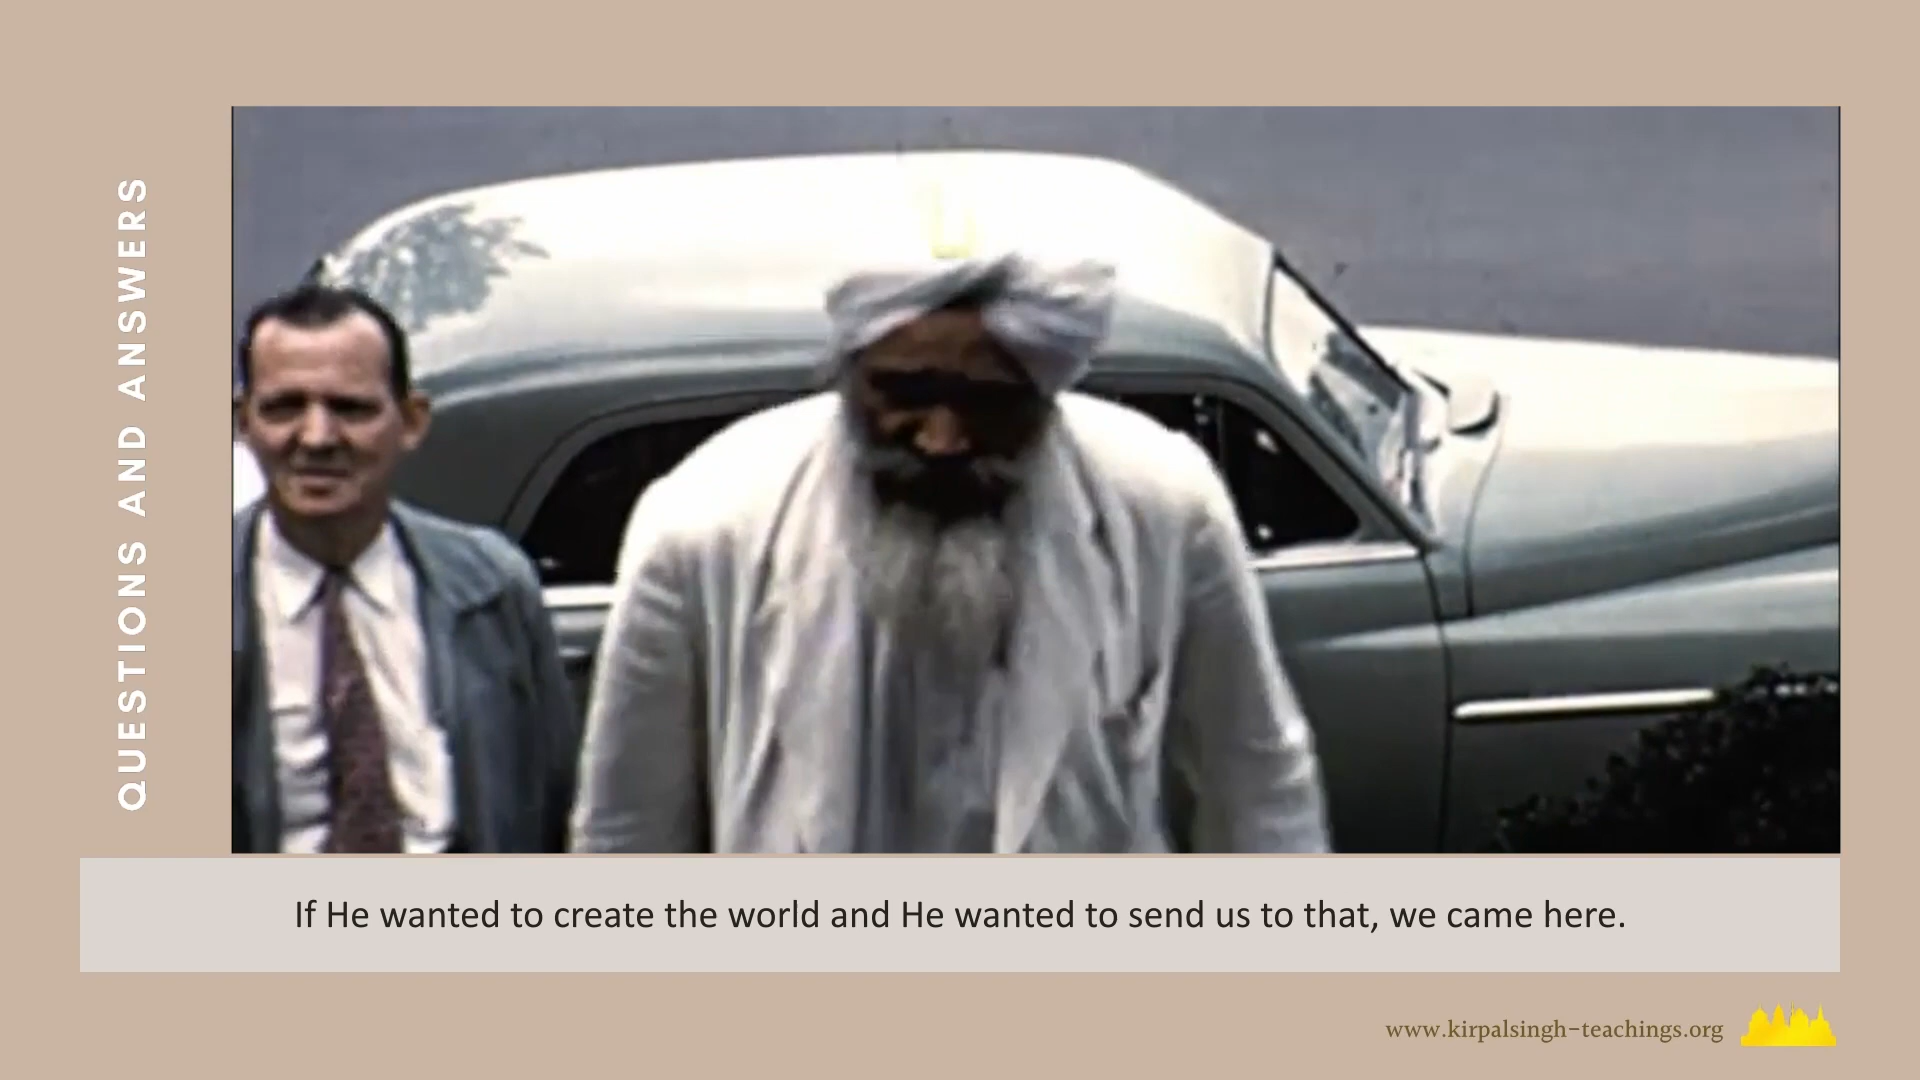 QUESTIONS AND ANSWERS
If He wanted to create the world and He wanted to send us to that, we came here.
www.kirpalsingh-teachings.org